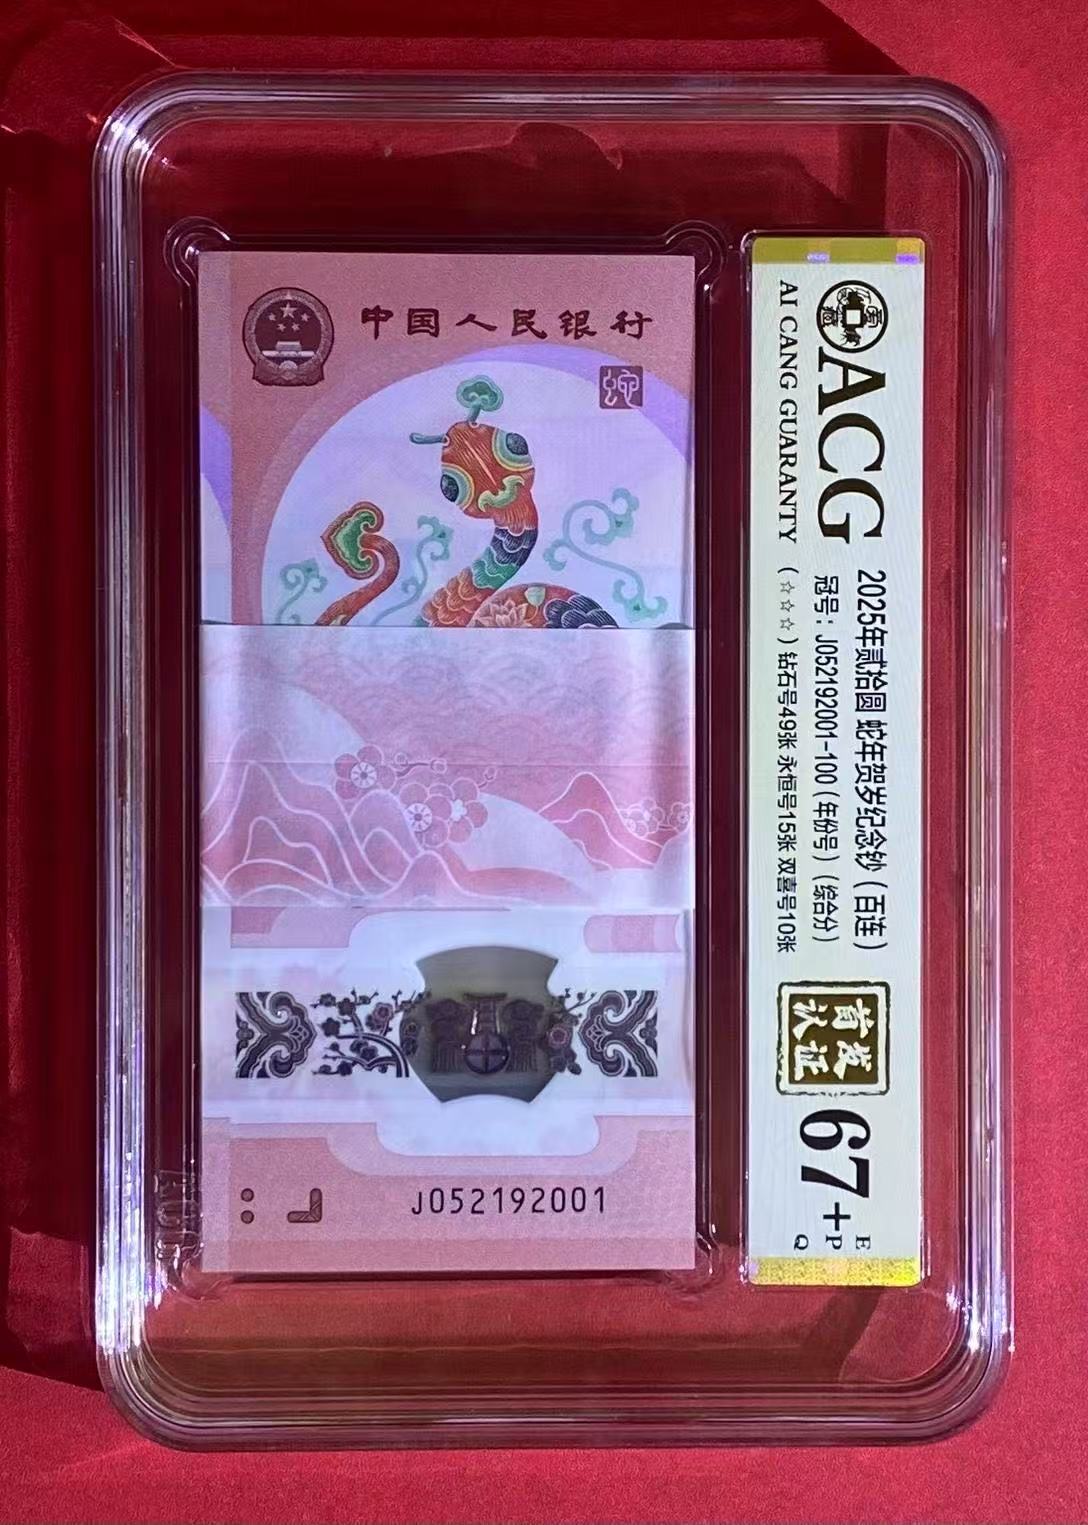 中国人民银行
蛇
J052192001
ACG
AI CANG GUARANTY
2025年贰拾圆 蛇年贺岁纪念钞（百连）
冠号：J052192001-100（年份号）（综合分）
（☆☆☆）钻石号49张 永恒号15张 双喜号10张
首发
认证
67+
E
P
Q